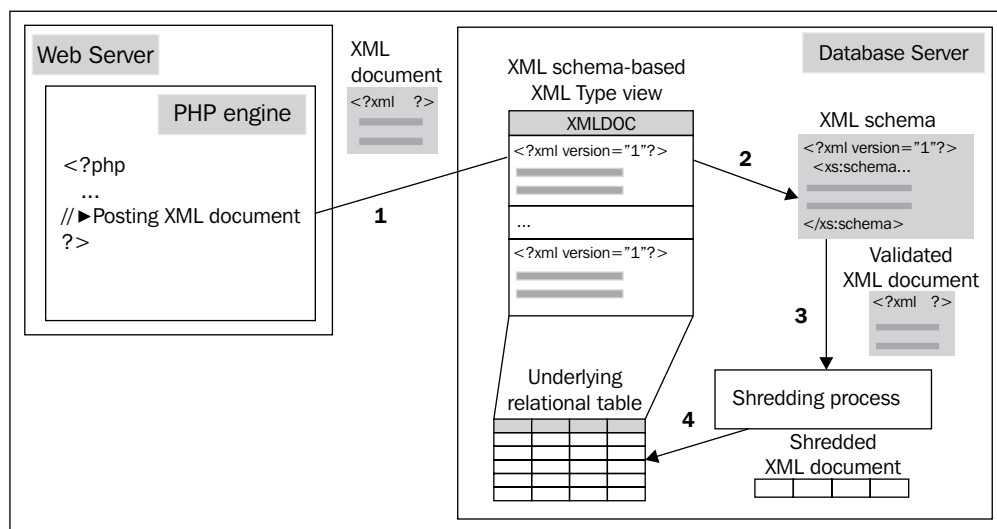 Web Server
PHP engine
<?php
...
// ►Posting XML document
?>
XML
document
<?xml ?>
1
Database Server
XML schema-based
XML Type view
XMLDOC
<?xml version="1"?>
...
<?xml version="1"?>
2
XML schema
<?xml version="1"?>
<xs:schema...
</xs:schema>
Validated
XML document
<?xml ?>
3
Shredding process
4
Underlying
relational table
Shredded
XML document